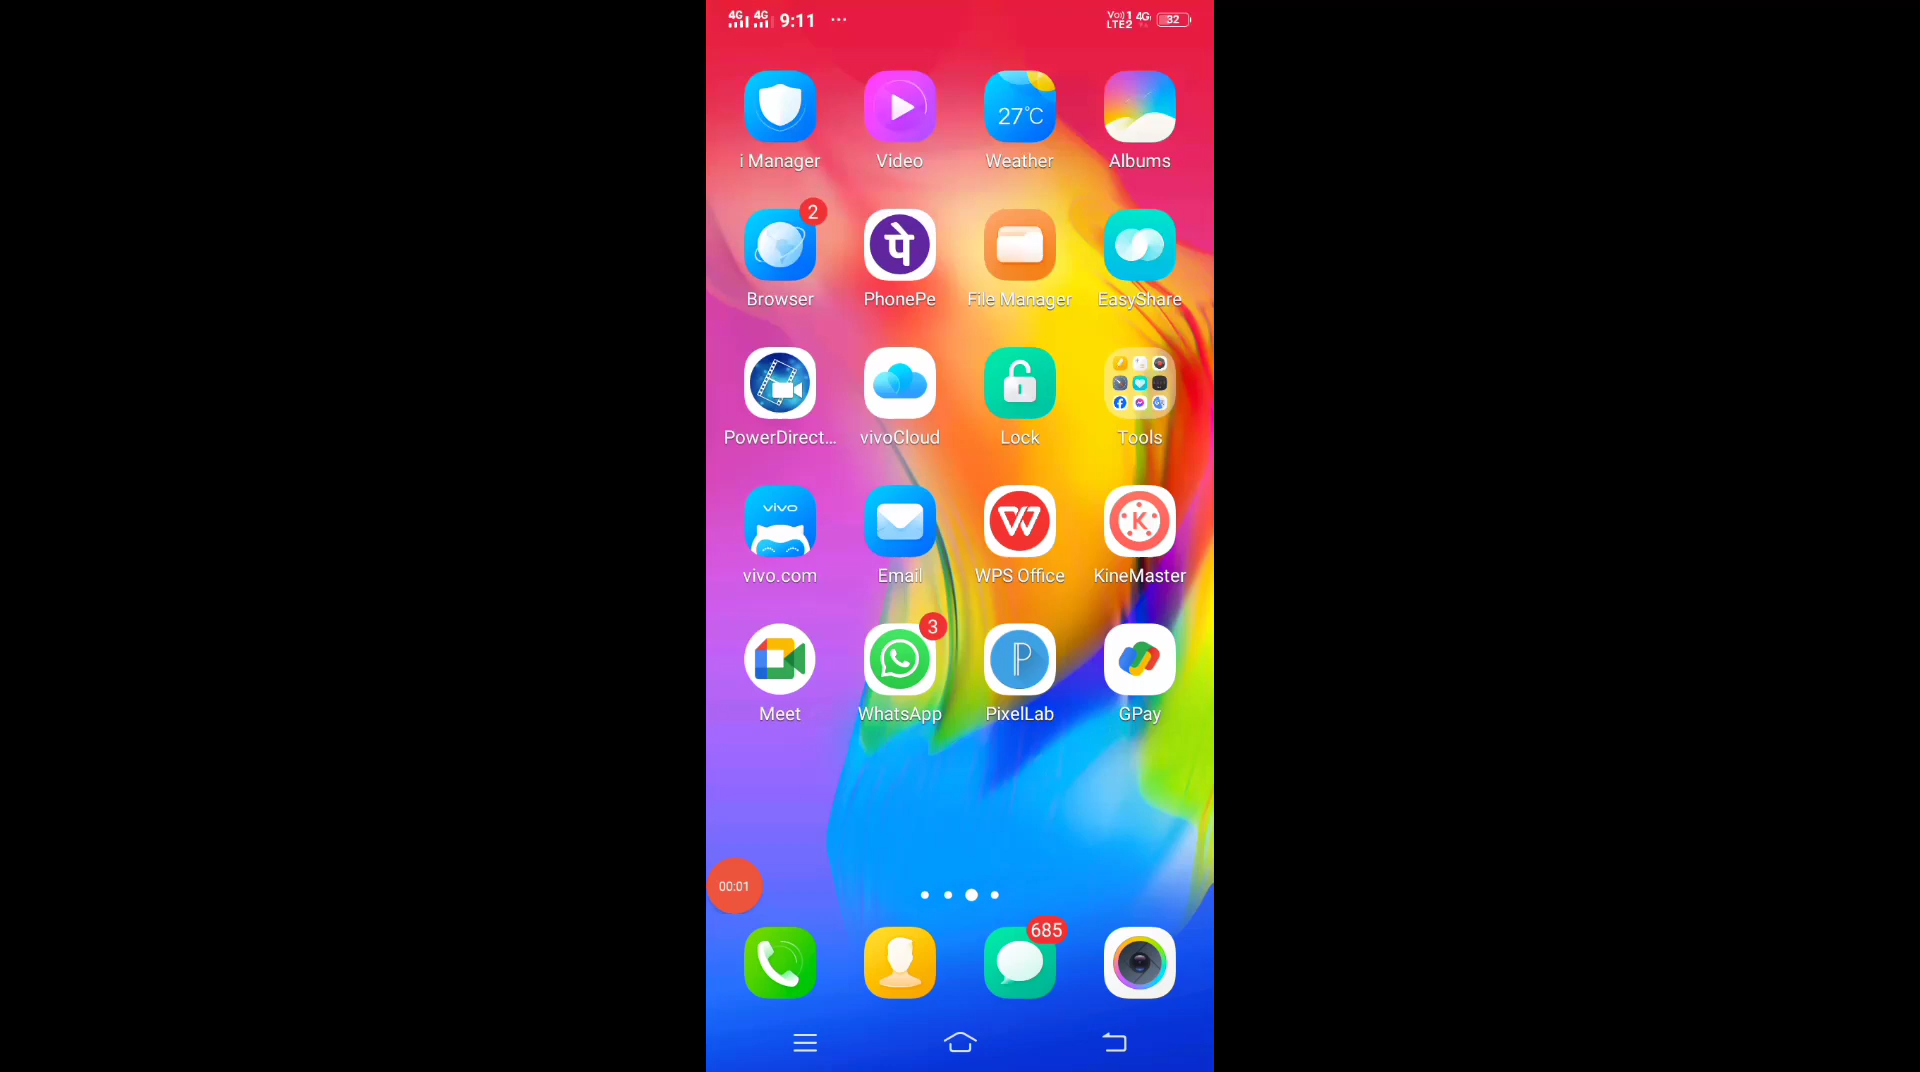 4G 4G 9:11 ... Vo)) 1 4G 32
LTE2
27°C
i Manager Video Weather Albums
2
पे
Browser PhonePe File Manager EasyShare
PowerDirect... vivoCloud Lock Tools
vivo
K
vivo.com Email WPS Office KineMaster
3
P
Meet WhatsApp PixelLab GPay
00:01
685